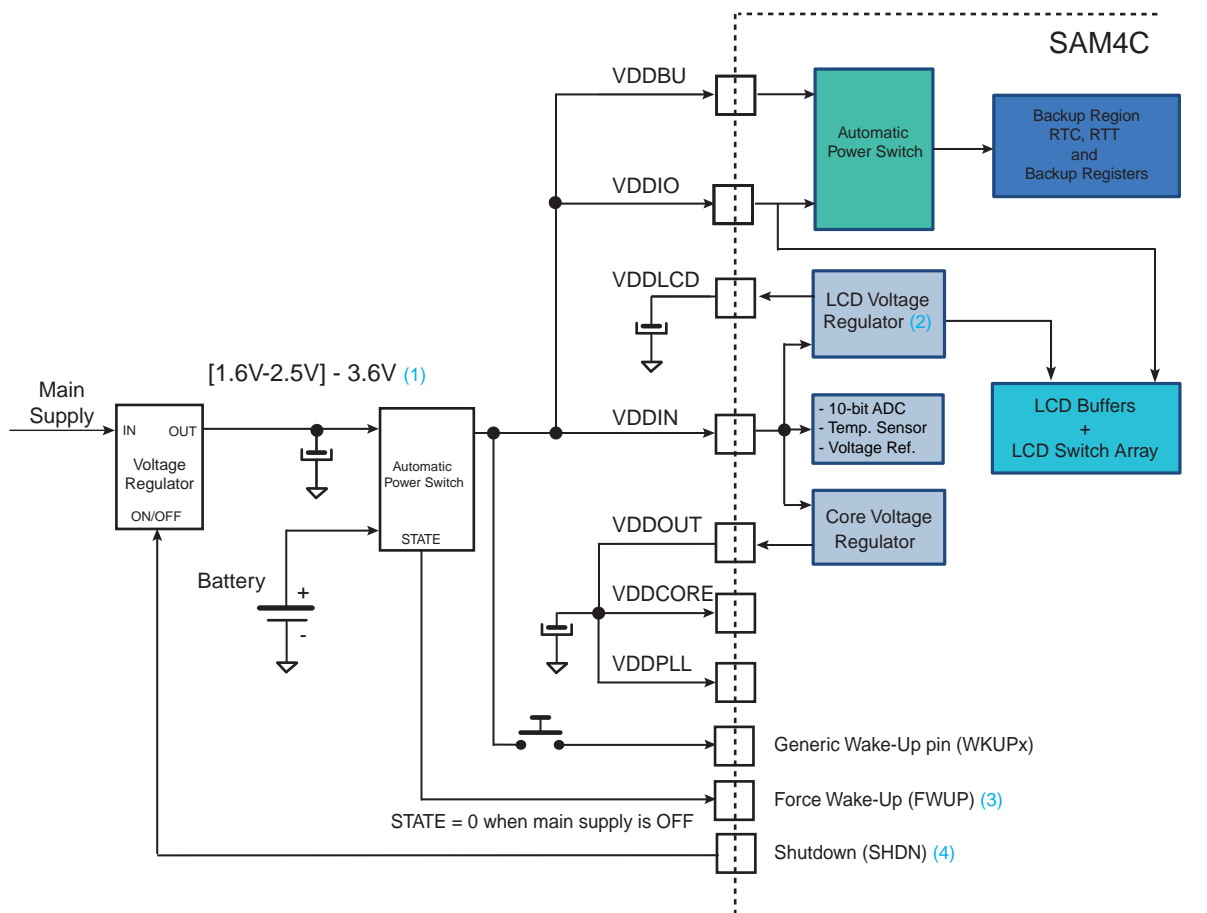 SAM4C
VDDBU
Automatic
Power Switch
Backup Region
RTC, RTT
and
Backup Registers
VDDIO
VDDLCD
LCD Voltage
Regulator (2)
[1.6V-2.5V] - 3.6V (1)
Main
Supply
IN
OUT
Voltage
Regulator
ON/OFF
Automatic
Power Switch
STATE
VDDIN
- 10-bit ADC
- Temp. Sensor
- Voltage Ref.
LCD Buffers
+
LCD Switch Array
VDDOUT
Core Voltage
Regulator
Battery
+
-
VDDCORE
VDDPLL
Generic Wake-Up pin (WKUPx)
Force Wake-Up (FWUP) (3)
STATE = 0 when main supply is OFF
Shutdown (SHDN) (4)